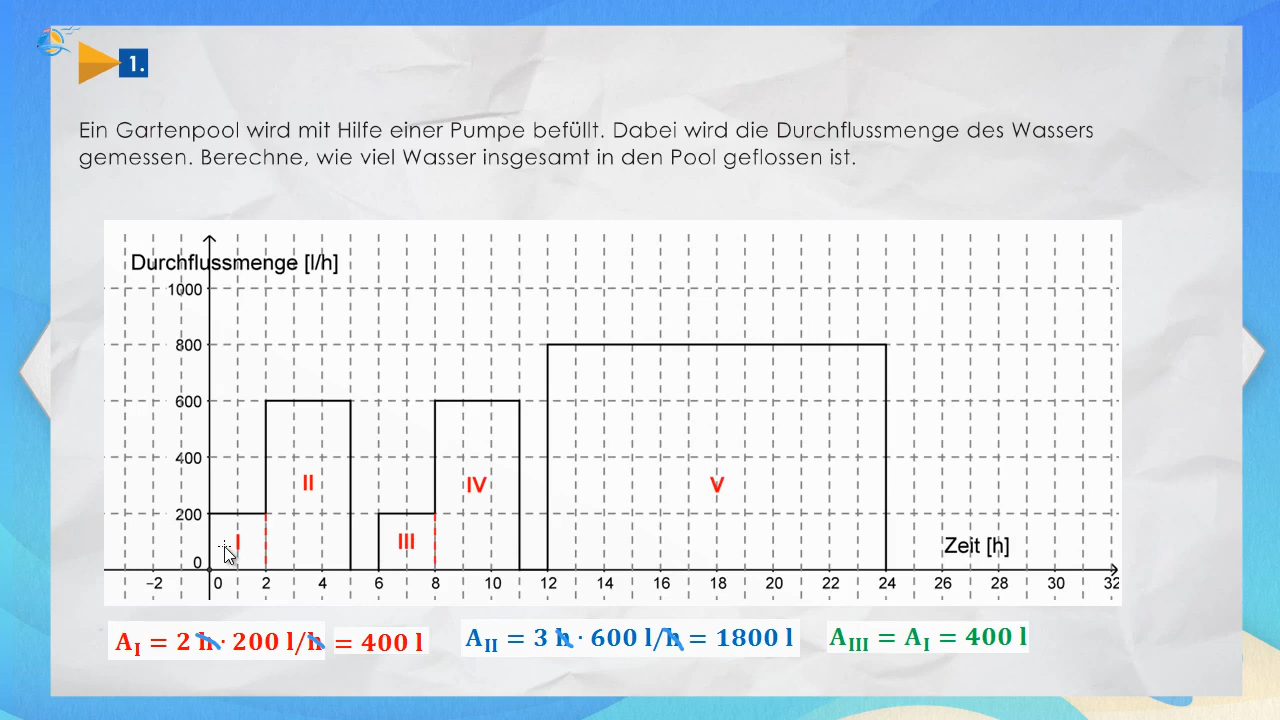 1.
Ein Gartenpool wird mit Hilfe einer Pumpe befüllt. Dabei wird die Durchflussmenge des Wassers
gemessen. Berechne, wie viel Wasser insgesamt in den Pool geflossen ist.
Durchflussmenge [l/h]
1000
800
600
400
II
IV
V
200
I
III
Zeit [h]
0
−2 0 2 4 6 8 10 12 14 16 18 20 22 24 26 28 30 32
A_I = 2 h · 200 l/h = 400 l
A_II = 3 h · 600 l/h = 1800 l
A_III = A_I = 400 l